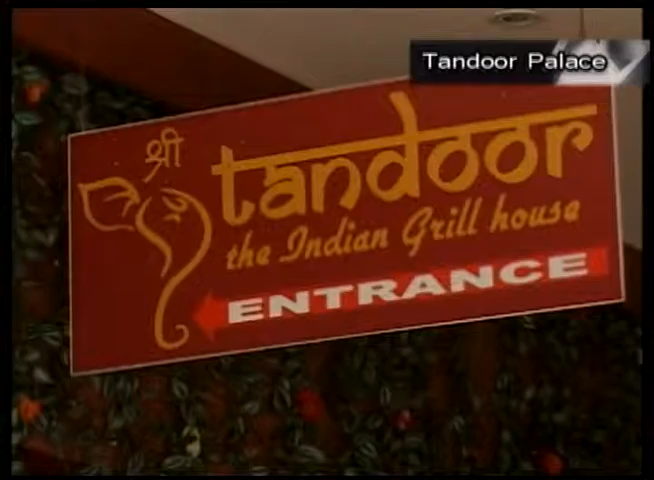 Tandoor Palace
श्री
tandoor
the Indian Grill house
ENTRANCE